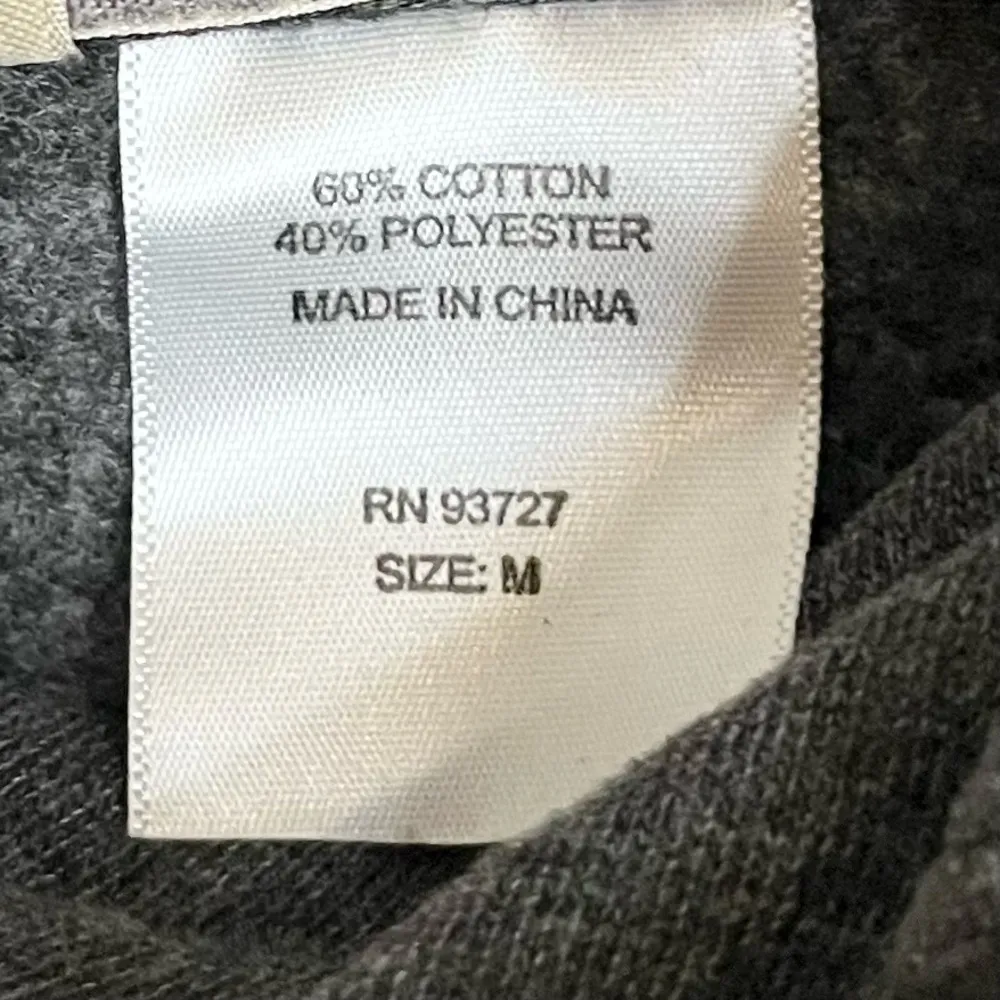 60% COTTON
40% POLYESTER
MADE IN CHINA
RN 93727
SIZE: M